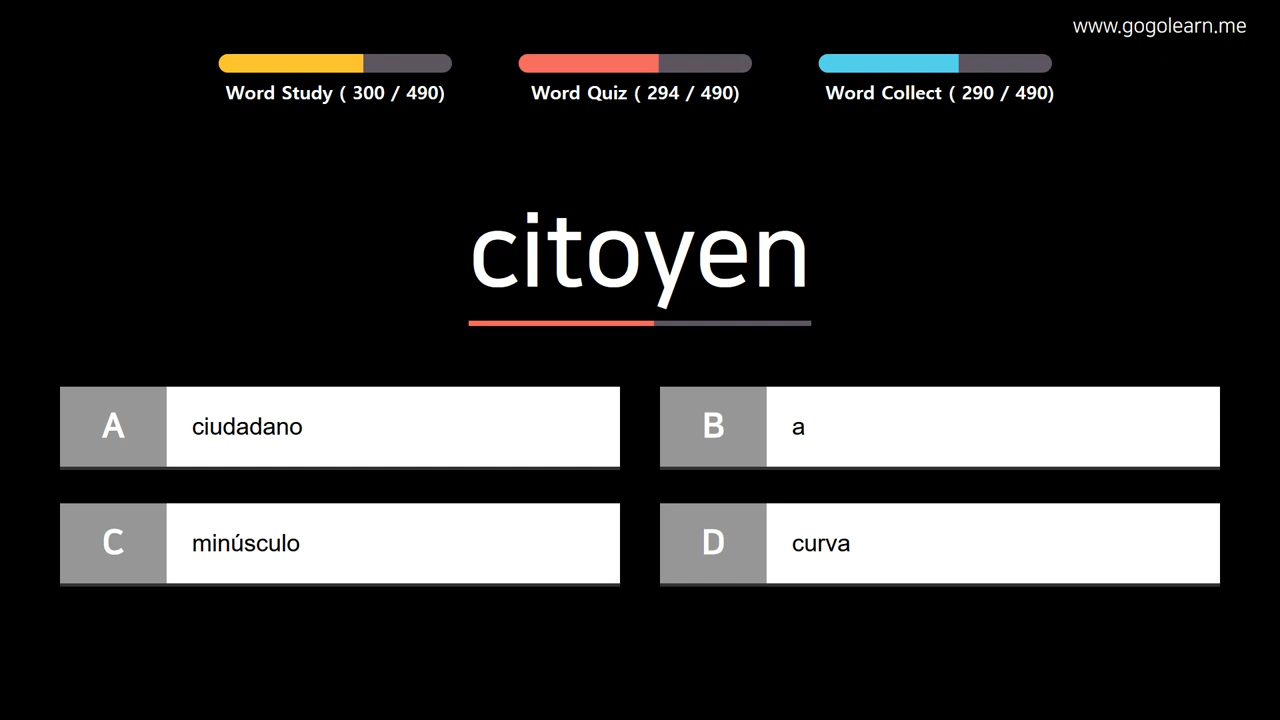 www.gogolearn.me
Word Study ( 300 / 490)
Word Quiz ( 294 / 490)
Word Collect ( 290 / 490)
citoyen
A ciudadano
B a
C minúsculo
D curva